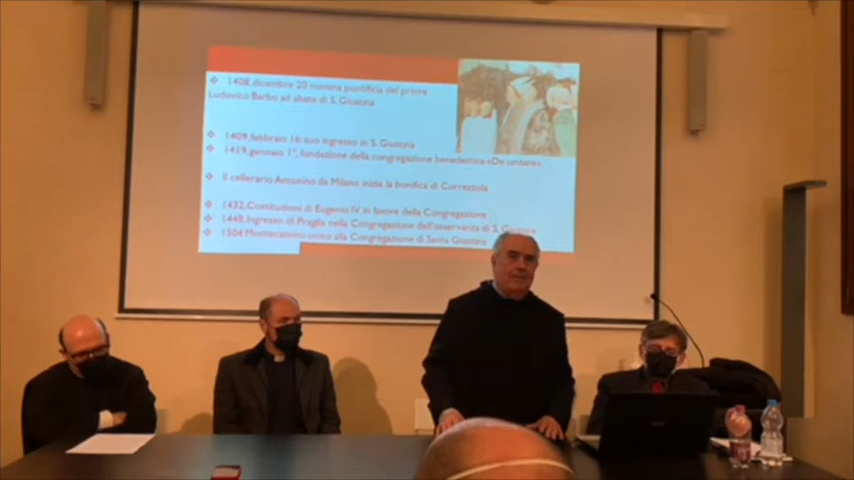 ❖ 1408, dicembre 20 nomina pontificia del priore
Ludovico Barbo ad abate di S. Giustina
❖ 1409, febbraio 16: suo ingresso in S. Giustina
❖ 1419, gennaio 1°, fondazione della congregazione benedettina «De unitate»
❖ Il cellerario Antonino da Milano inizia la bonifica di Correzzola
❖ 1432, Costituzioni di Eugenio IV in favore della Congregazione
❖ 1448, Ingresso di Praglia nella Congregazione dell'osservanza di S. Giustina
❖ 1504, Montecassino unito alla Congregazione di Santa Giustina